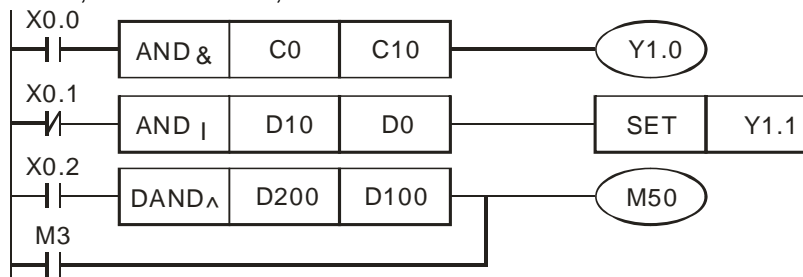 X0.0
AND & C0 C10 Y1.0
X0.1
AND | D10 D0 SET Y1.1
X0.2
DAND^ D200 D100 M50
M3